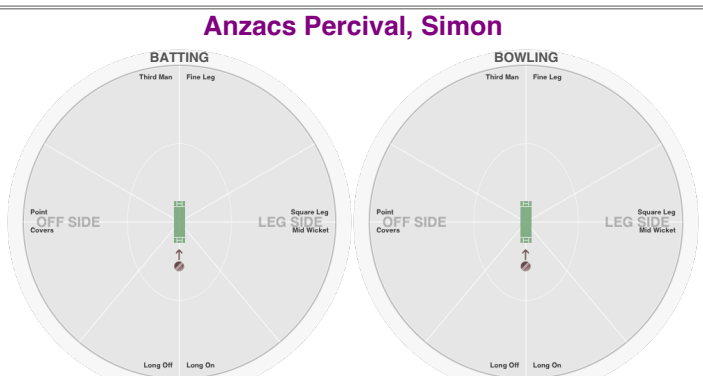 Anzacs Percival, Simon
BATTING
Third Man Fine Leg
Point
OFF SIDE
Covers
Square Leg
LEG SIDE
Mid Wicket
Long Off Long On
BOWLING
Third Man Fine Leg
Point
OFF SIDE
Covers
Square Leg
LEG SIDE
Mid Wicket
Long Off Long On